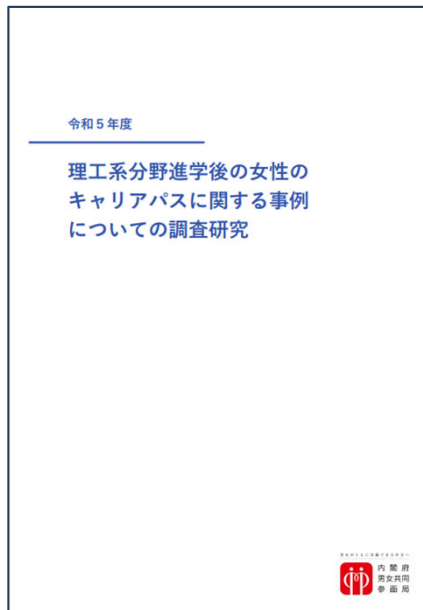 令和5年度
理工系分野進学後の女性の
キャリアパスに関する事例
についての調査研究
内閣府
男女共同
参画局